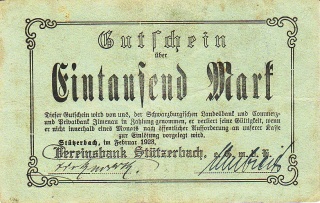 Gutschein
über
Eintausend Mark
Dieser Gutschein wird von uns, der Schwarzburgischen Landesbank und Commerz-
und Privatbank Ilmenau in Zahlung genommen, er verliert seine Gültigkeit, wenn
er nicht innerhalb eines Monats nach öffentlicher Aufforderung an unserer Kasse
zur Einlösung vorgelegt wird.
Stützerbach, im Februar 1923.
Vereinsbank Stützerbach, e. G. m. b. H.